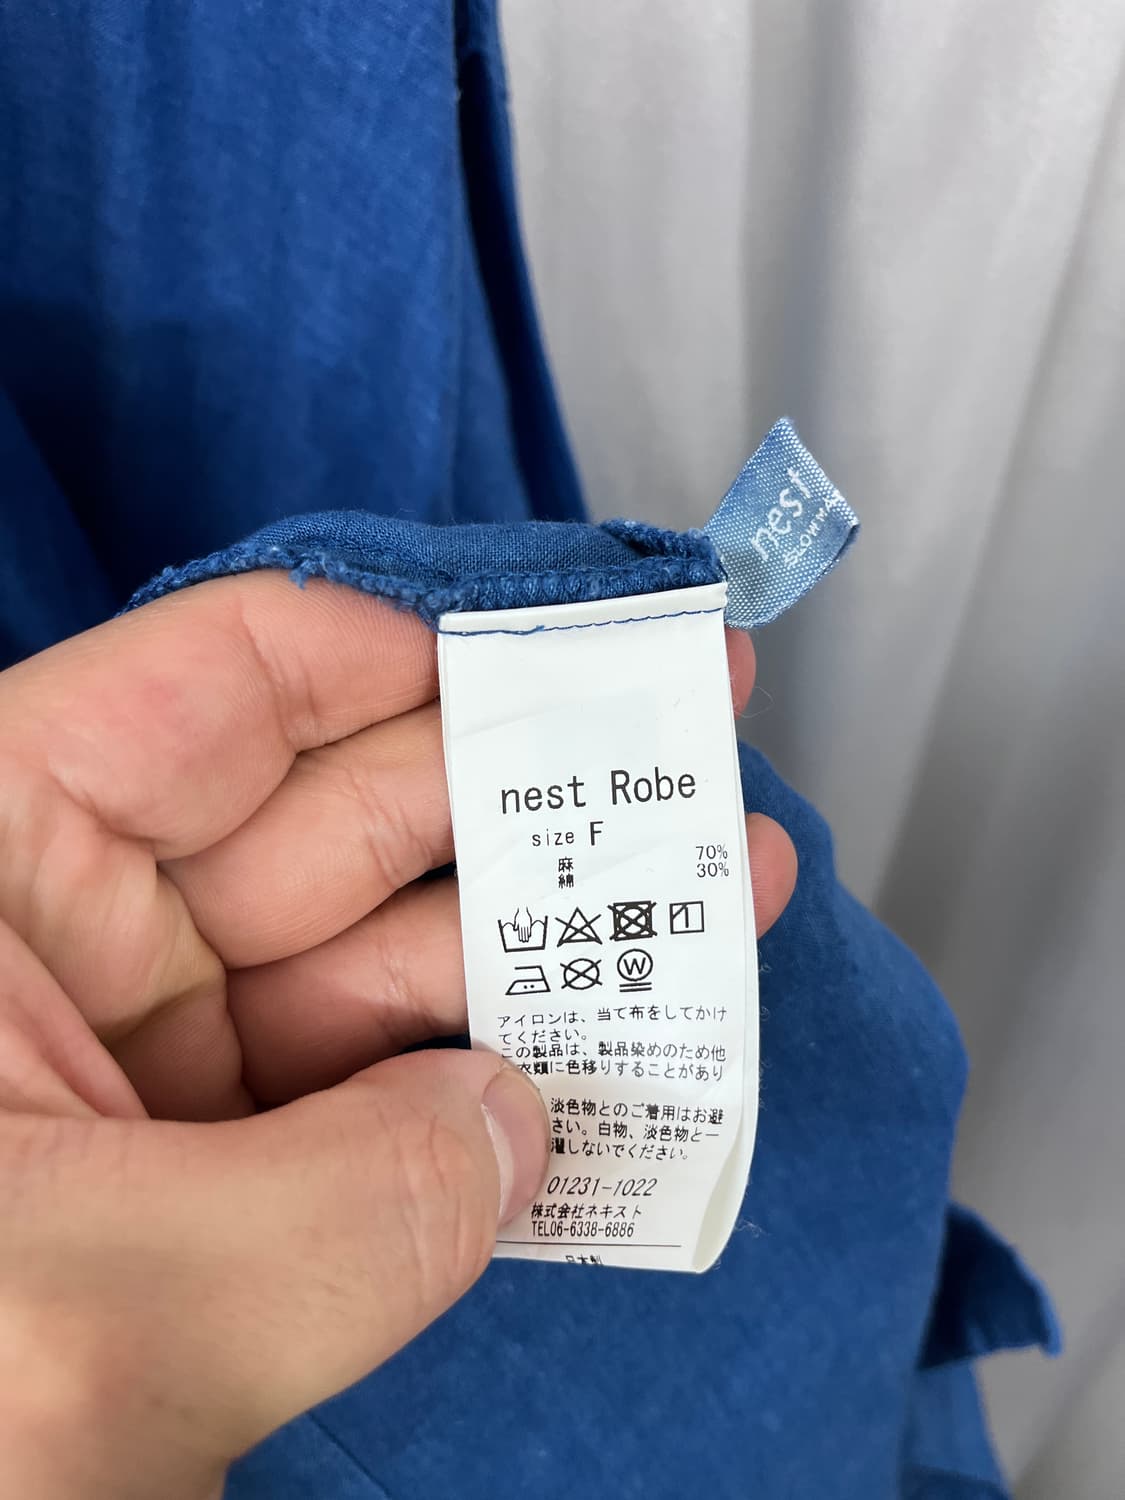 nest
nest Robe
size F
麻 70%
綿 30%
アイロンは、当て布をしてかけ
てください。
この製品は、製品染めのため他
衣類に色移りすることがあり
淡色物とのご着用はお避
さい。白物、淡色物と一
濯しないでください。
01231-1022
株式会社ネキスト
TEL06-6338-6886
日本製